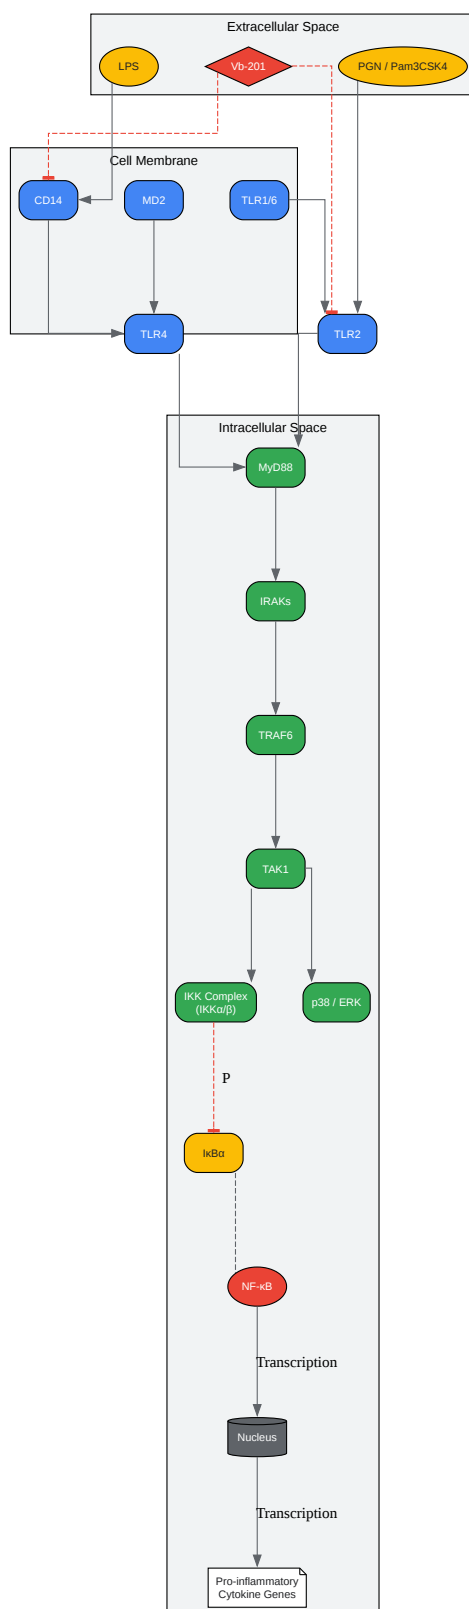 Extracellular Space
LPS
Vb-201
PGN / Pam3CSK4
Cell Membrane
CD14
MD2
TLR1/6
TLR4
TLR2
Intracellular Space
MyD88
IRAKs
TRAF6
TAK1
IKK Complex
(IKKα/β)
p38 / ERK
P
IκBα
NF-κB
Transcription
Nucleus
Transcription
Pro-inflammatory
Cytokine Genes